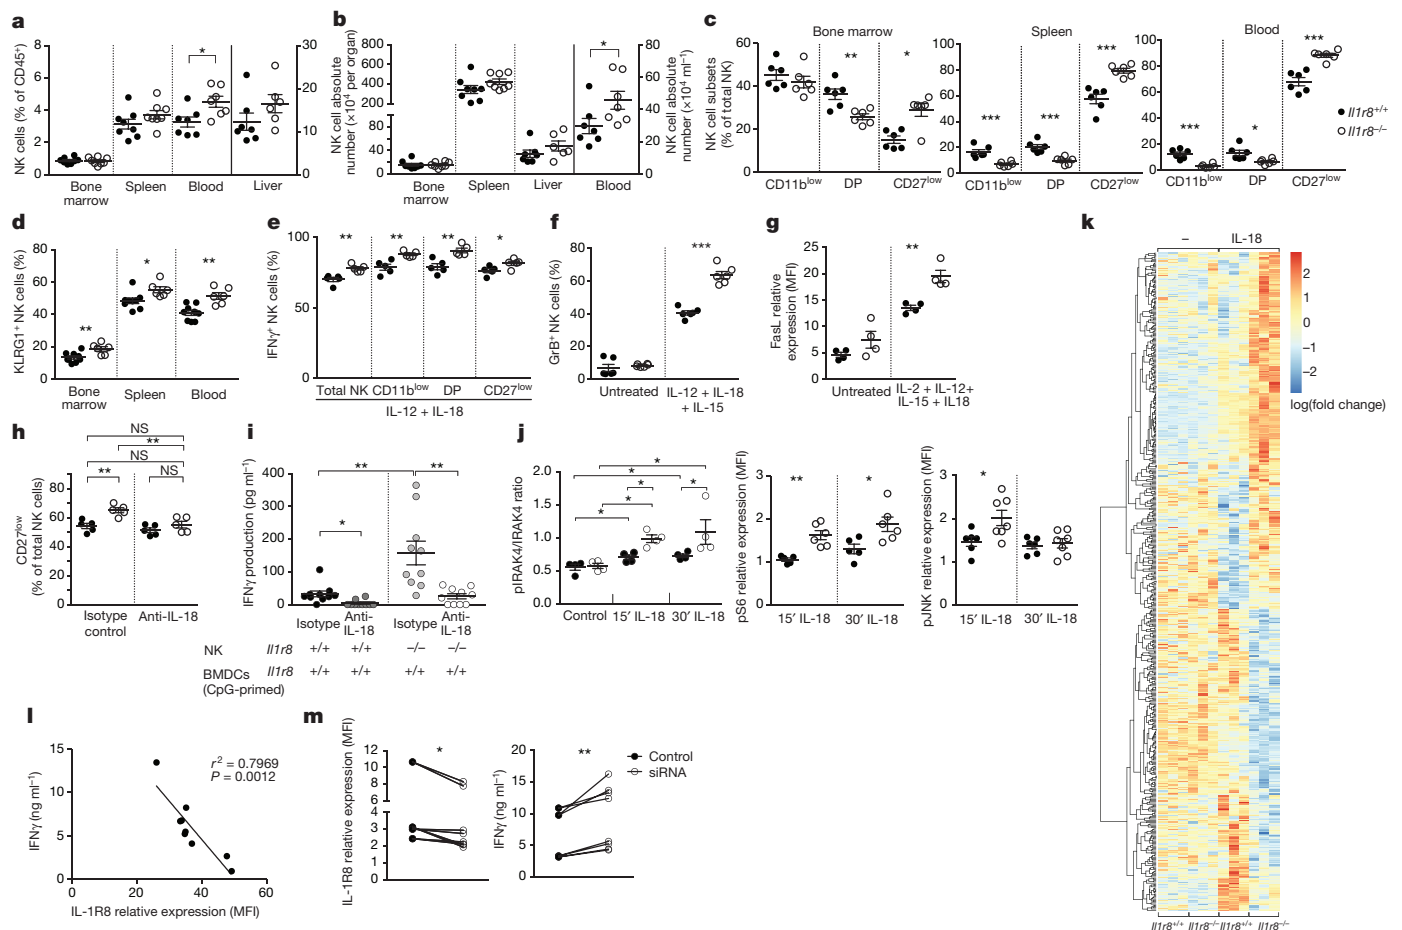 a
NK cells (% of CD45+)
8
6
4
2
0
*
30
20
10
0
Bone
marrow
Spleen
Blood
Liver
b
NK cell absolute
number (×10⁴ per organ)
800
600
400
200
80
40
0
*
80
60
40
20
0
NK cell absolute
number (×10⁴ ml⁻¹)
Bone
marrow
Spleen
Liver
Blood
c
NK cell subsets
(% of total NK)
Bone marrow
60
40
20
0
** *
CD11b^low DP CD27^low
Spleen
100
80
60
40
20
0
*** *** ***
CD11b^low DP CD27^low
Blood
100
80
60
40
20
0
*** * ***
CD11b^low DP CD27^low
Il1r8+/+
Il1r8−/−
d
KLRG1+ NK cells (%)
80
60
40
20
0
** * **
Bone
marrow
Spleen
Blood
e
IFNγ+ NK cells (%)
100
50
0
** ** ** *
Total NK CD11b^low DP CD27^low
IL-12 + IL-18
f
GrB+ NK cells (%)
80
60
40
20
0
***
Untreated
IL-12 + IL-18
+ IL-15
g
FasL relative
expression (MFI)
25
20
15
10
5
0
**
Untreated
IL-2 + IL-12+
IL-15 + IL18
h
CD27^low
(% of total NK cells)
NS
**
NS
** NS
80
60
40
20
0
Isotype
control
Anti-IL-18
i
IFNγ production (pg ml⁻¹)
400
300
200
100
0
** **
*
Isotype
Anti-
IL-18
Isotype
Anti-
IL-18
NK Il1r8 +/+ +/+ −/− −/−
BMDCs Il1r8 +/+ +/+ +/+ +/+
(CpG-primed)
j
pIRAK4/IRAK4 ratio
2.0
1.5
1.0
0.5
0.0
*
*
* *
*
*
Control 15′ IL-18 30′ IL-18
pS6 relative expression (MFI)
3
2
1
0
** *
15′ IL-18 30′ IL-18
pJNK relative expression (MFI)
3
2
1
0
*
15′ IL-18 30′ IL-18
k
− IL-18
2
1
0
−1
−2
log(fold change)
Il1r8+/+ Il1r8−/− Il1r8+/+ Il1r8−/−
l
IFNγ (ng ml⁻¹)
15
10
5
0
r² = 0.7969
P = 0.0012
0 20 40 60
IL-1R8 relative expression (MFI)
m
IL-1R8 relative expression (MFI)
12
10
8
6
4
3
2
1
0
*
IFNγ (ng ml⁻¹)
20
15
10
5
0
**
Control
siRNA